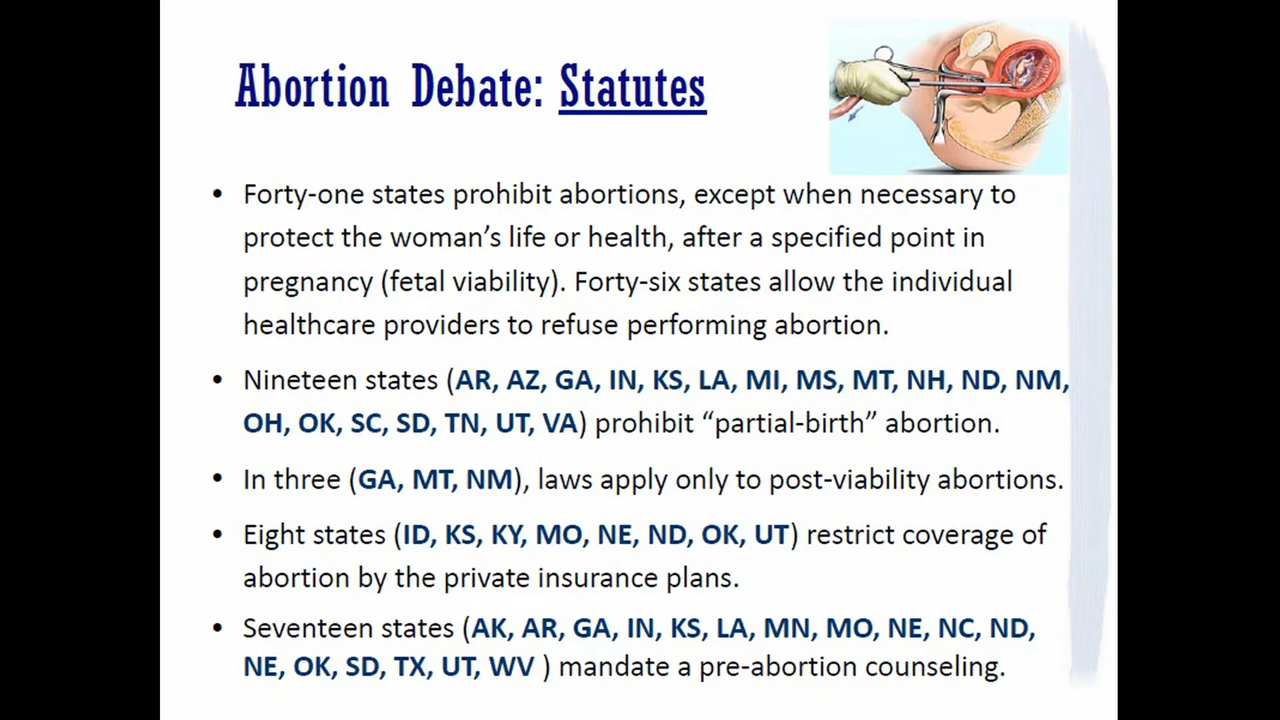 Abortion Debate: Statutes
• Forty-one states prohibit abortions, except when necessary to
protect the woman’s life or health, after a specified point in
pregnancy (fetal viability). Forty-six states allow the individual
healthcare providers to refuse performing abortion.
• Nineteen states (AR, AZ, GA, IN, KS, LA, MI, MS, MT, NH, ND, NM,
OH, OK, SC, SD, TN, UT, VA) prohibit “partial-birth” abortion.
• In three (GA, MT, NM), laws apply only to post-viability abortions.
• Eight states (ID, KS, KY, MO, NE, ND, OK, UT) restrict coverage of
abortion by the private insurance plans.
• Seventeen states (AK, AR, GA, IN, KS, LA, MN, MO, NE, NC, ND,
NE, OK, SD, TX, UT, WV ) mandate a pre-abortion counseling.